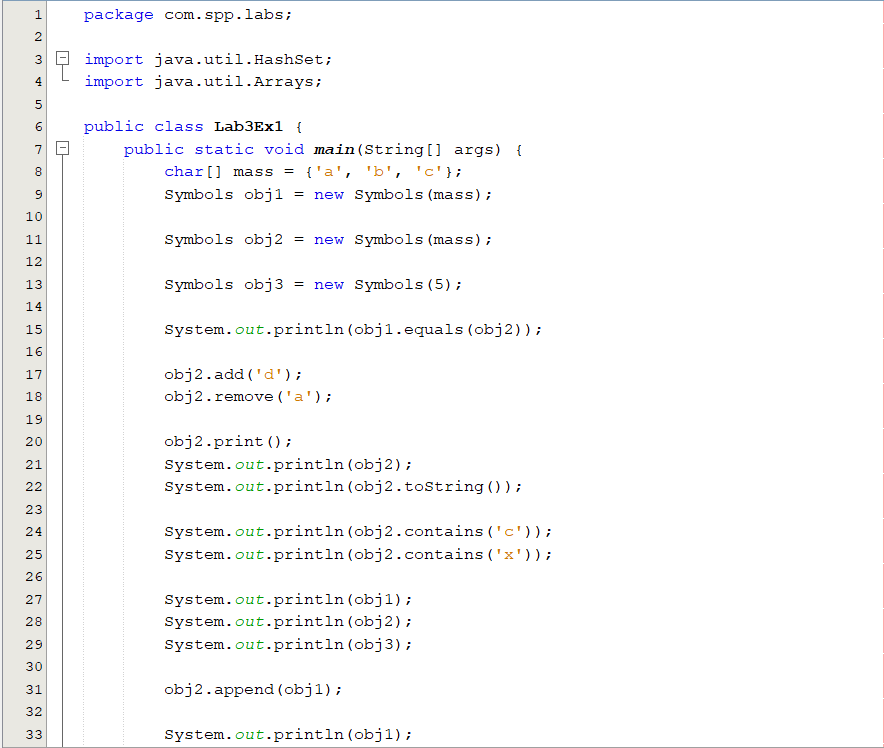 1 package com.spp.labs;
2
3 import java.util.HashSet;
4 import java.util.Arrays;
5
6 public class Lab3Ex1 {
7 public static void main(String[] args) {
8 char[] mass = {'a', 'b', 'c'};
9 Symbols obj1 = new Symbols(mass);
10
11 Symbols obj2 = new Symbols(mass);
12
13 Symbols obj3 = new Symbols(5);
14
15 System.out.println(obj1.equals(obj2));
16
17 obj2.add('d');
18 obj2.remove('a');
19
20 obj2.print();
21 System.out.println(obj2);
22 System.out.println(obj2.toString());
23
24 System.out.println(obj2.contains('c'));
25 System.out.println(obj2.contains('x'));
26
27 System.out.println(obj1);
28 System.out.println(obj2);
29 System.out.println(obj3);
30
31 obj2.append(obj1);
32
33 System.out.println(obj1);